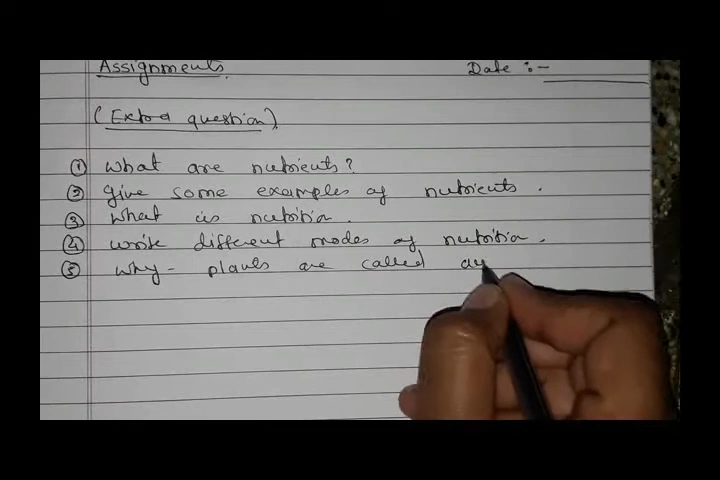 Assignments. Date :-
(Extra question)
① What are nutrients?
② Give some examples of nutrients.
③ What is nutrition.
④ write different modes of nutrition.
⑤ why - plants are called au